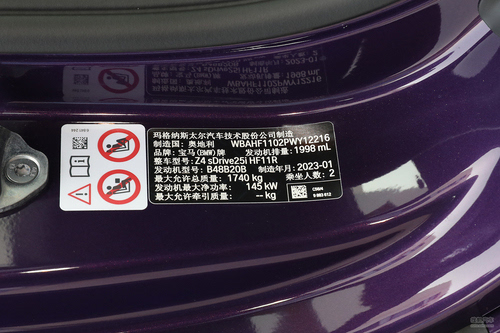 玛格纳斯太尔汽车技术股份公司制造
制造国：奥地利 WBAHF1102PWY12216
品牌：宝马(BMW)牌 发动机排量：1998 mL
整车型号：Z4 sDrive25i HF11R
发动机型号：B48B20B 制造年月：2023-01
最大允许总质量：1740 kg 乘坐人数：2
发动机最大净功率：145 kW
最大允许牵引质量：-- kg